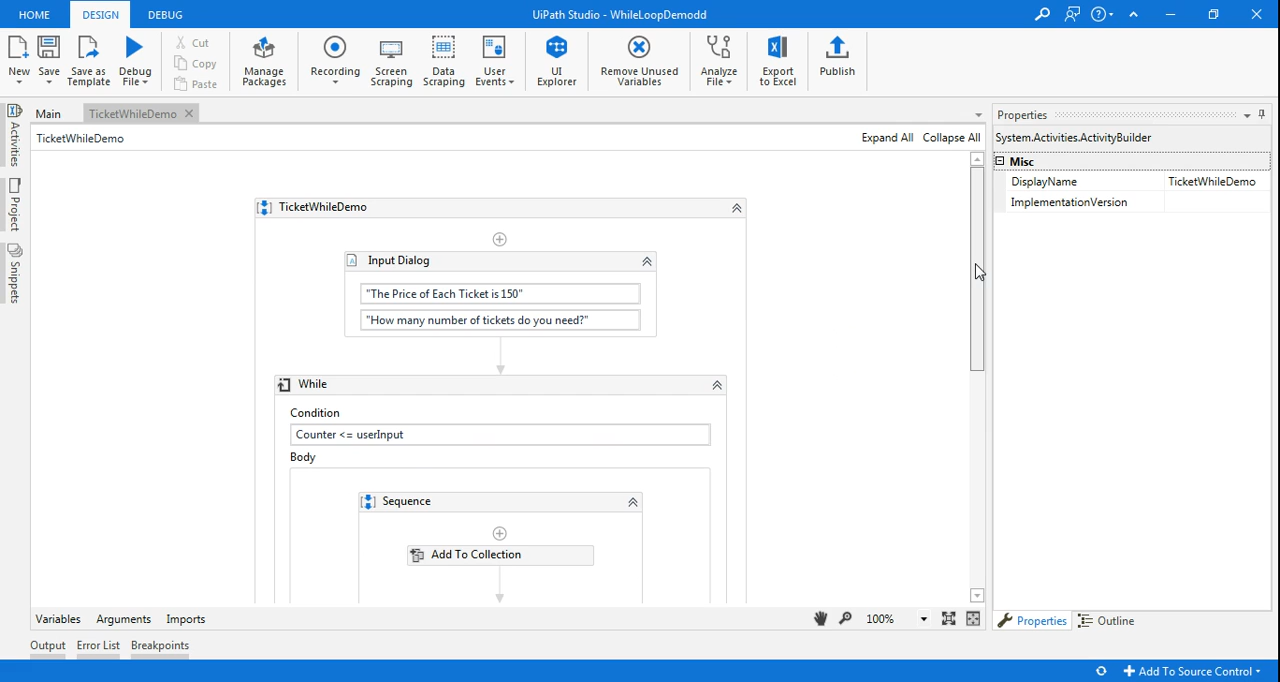 HOME DESIGN DEBUG UiPath Studio - WhileLoopDemodd
New Save Save as Template Debug File Cut Copy Paste Manage Packages Recording Screen Scraping Data Scraping User Events UI Explorer Remove Unused Variables Analyze File Export to Excel Publish
Main TicketWhileDemo
TicketWhileDemo Expand All Collapse All
Activities
Project
Snippets
TicketWhileDemo
Input Dialog
"The Price of Each Ticket is 150"
"How many number of tickets do you need?"
While
Condition
Counter <= userInput
Body
Sequence
Add To Collection
Variables Arguments Imports 100%
Output Error List Breakpoints
Properties
System.Activities.ActivityBuilder
Misc
DisplayName TicketWhileDemo
ImplementationVersion
Properties Outline
Add To Source Control